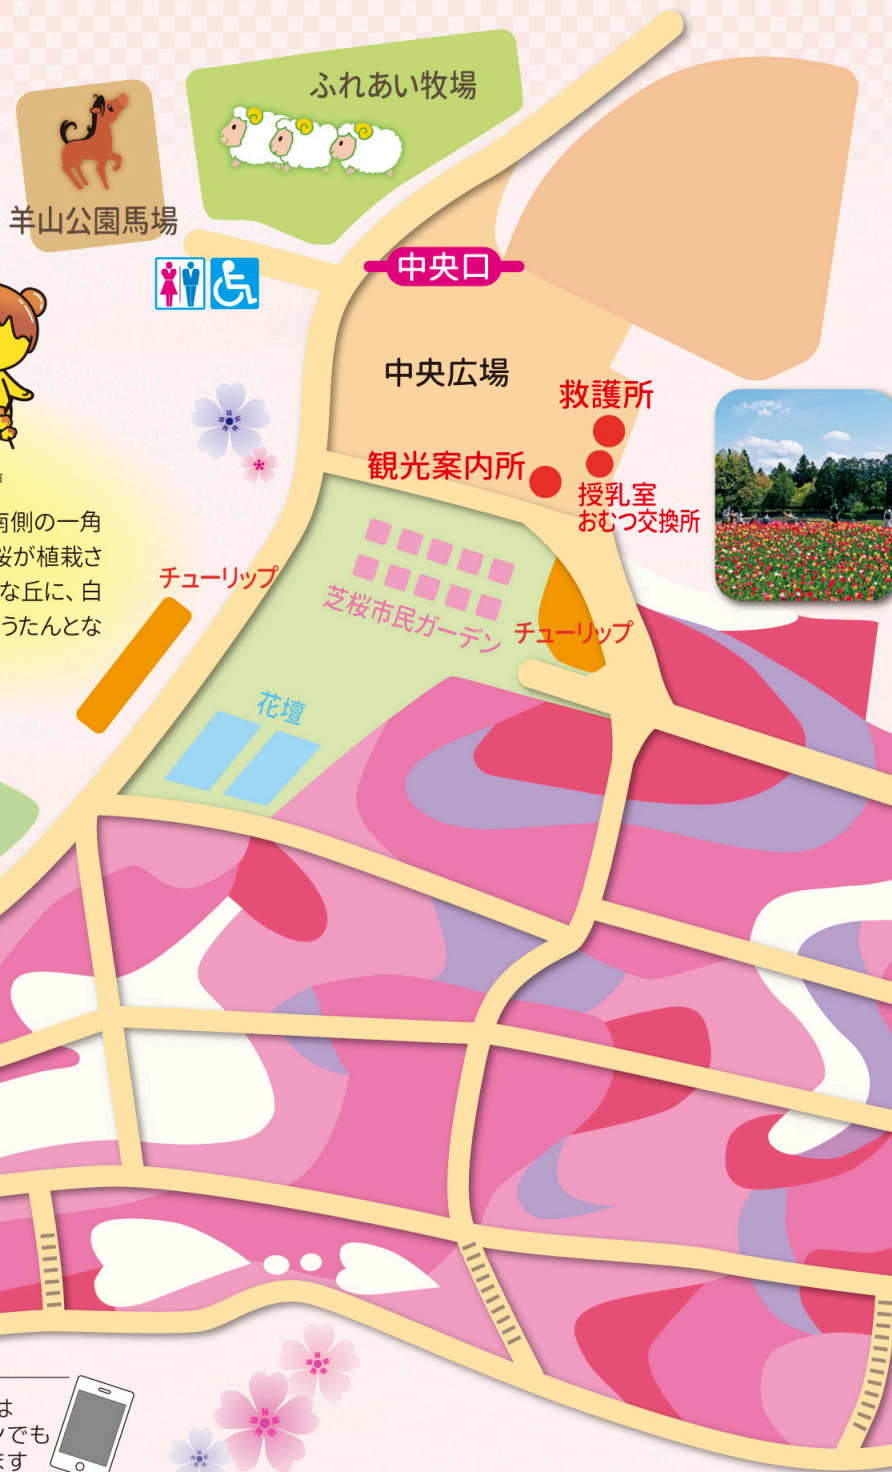 ふれあい牧場
羊山公園馬場
中央口
中央広場
救護所
観光案内所
授乳室
おむつ交換所
南側の一角
桜が植栽さ
な丘に、白
うたんとな
チューリップ
芝桜市民ガーデン
チューリップ
花壇
は
ンでも
ます